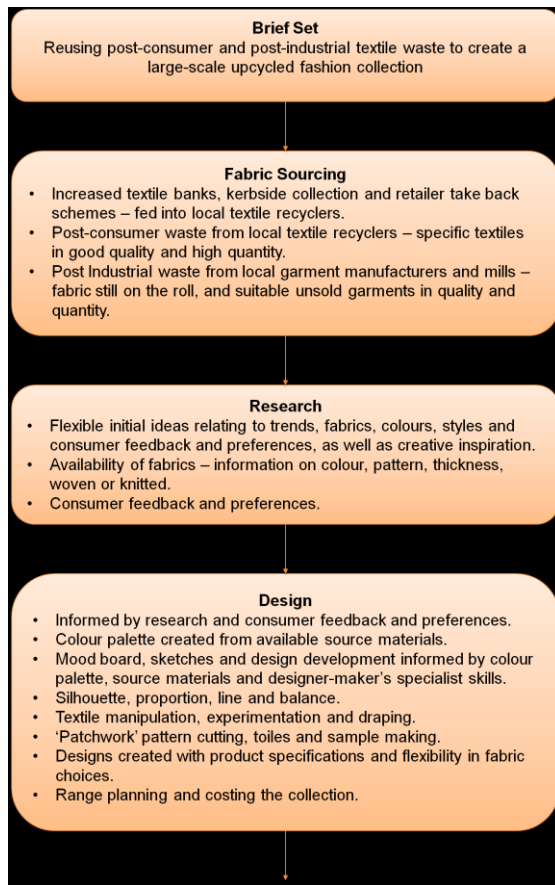 Brief Set
Reusing post-consumer and post-industrial textile waste to create a
large-scale upcycled fashion collection
Fabric Sourcing
• Increased textile banks, kerbside collection and retailer take back
schemes – fed into local textile recyclers.
• Post-consumer waste from local textile recyclers – specific textiles
in good quality and high quantity.
• Post Industrial waste from local garment manufacturers and mills –
fabric still on the roll, and suitable unsold garments in quality and
quantity.
Research
• Flexible initial ideas relating to trends, fabrics, colours, styles and
consumer feedback and preferences, as well as creative inspiration.
• Availability of fabrics – information on colour, pattern, thickness,
woven or knitted.
• Consumer feedback and preferences.
Design
• Informed by research and consumer feedback and preferences.
• Colour palette created from available source materials.
• Mood board, sketches and design development informed by colour
palette, source materials and designer-maker's specialist skills.
• Silhouette, proportion, line and balance.
• Textile manipulation, experimentation and draping.
• 'Patchwork' pattern cutting, toiles and sample making.
• Designs created with product specifications and flexibility in fabric
choices.
• Range planning and costing the collection.